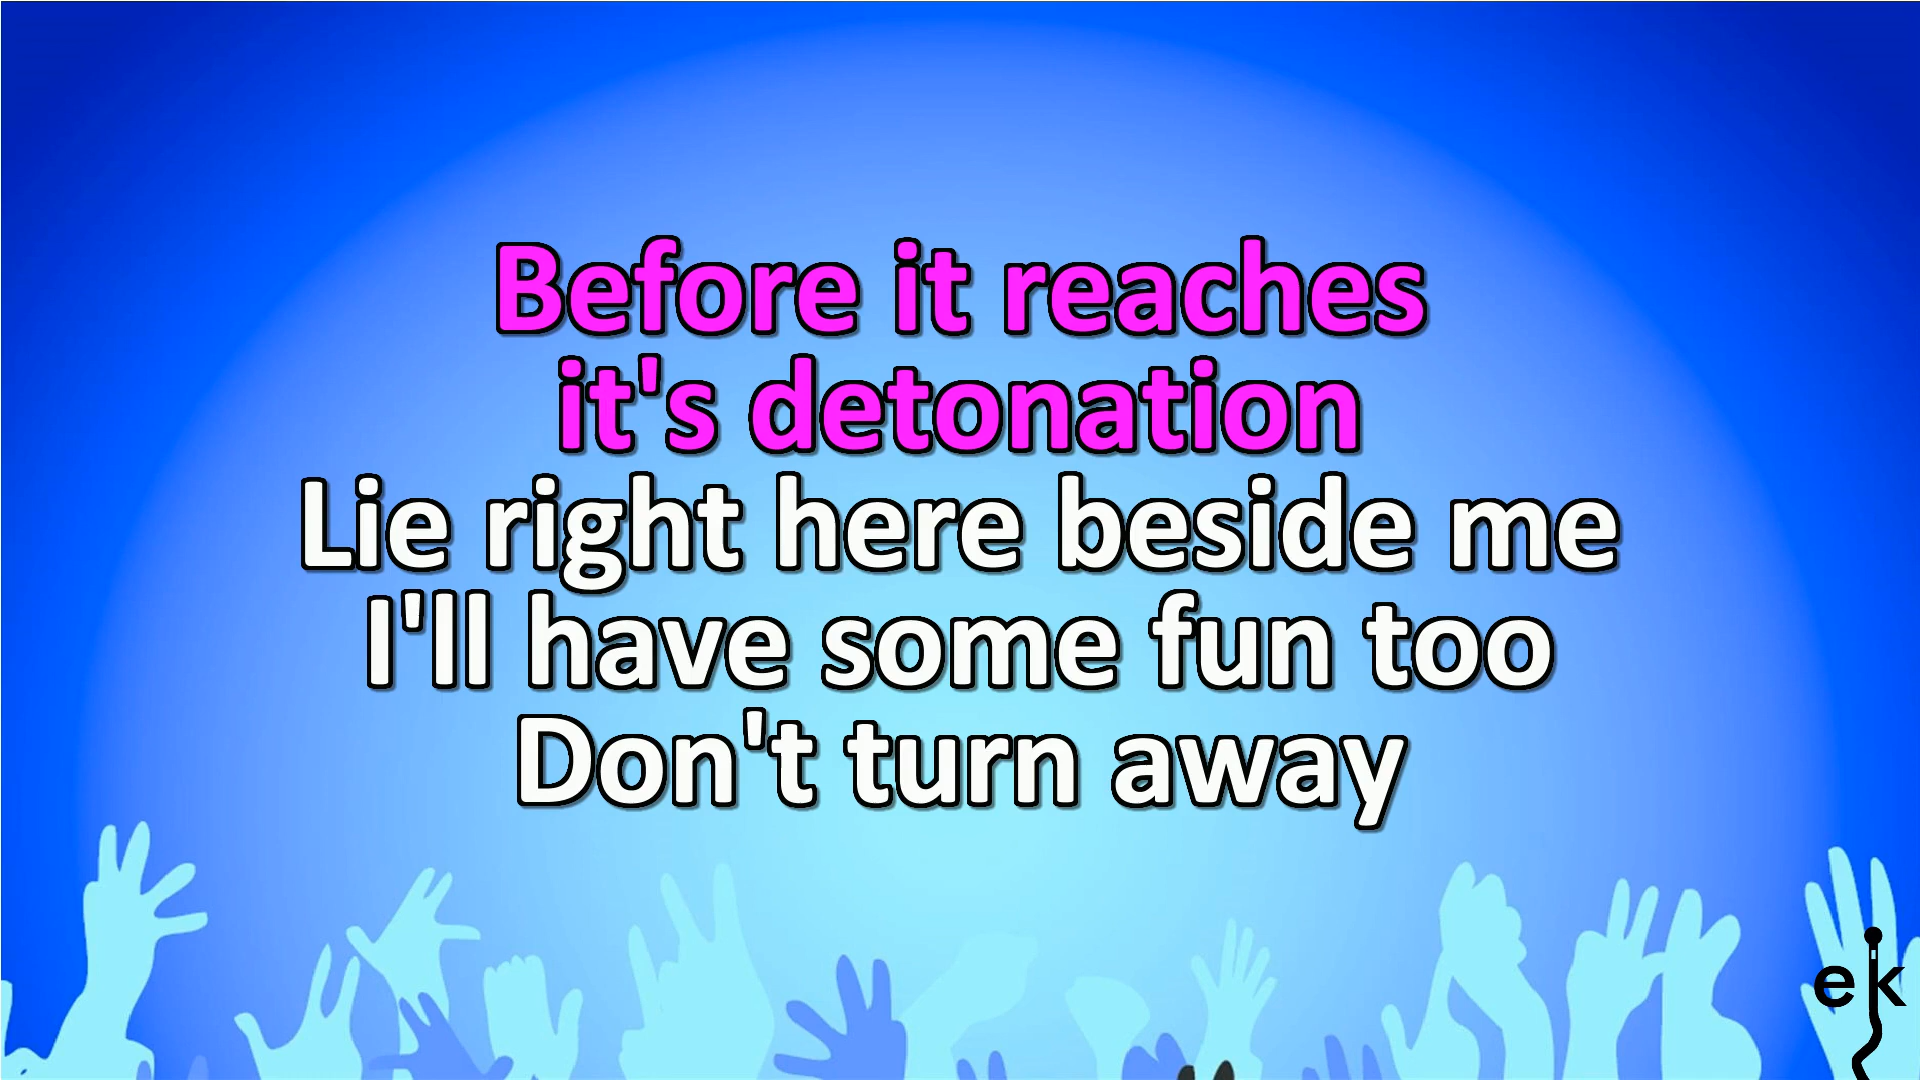 Before it reaches
it's detonation
Lie right here beside me
I'll have some fun too
Don't turn away
ek